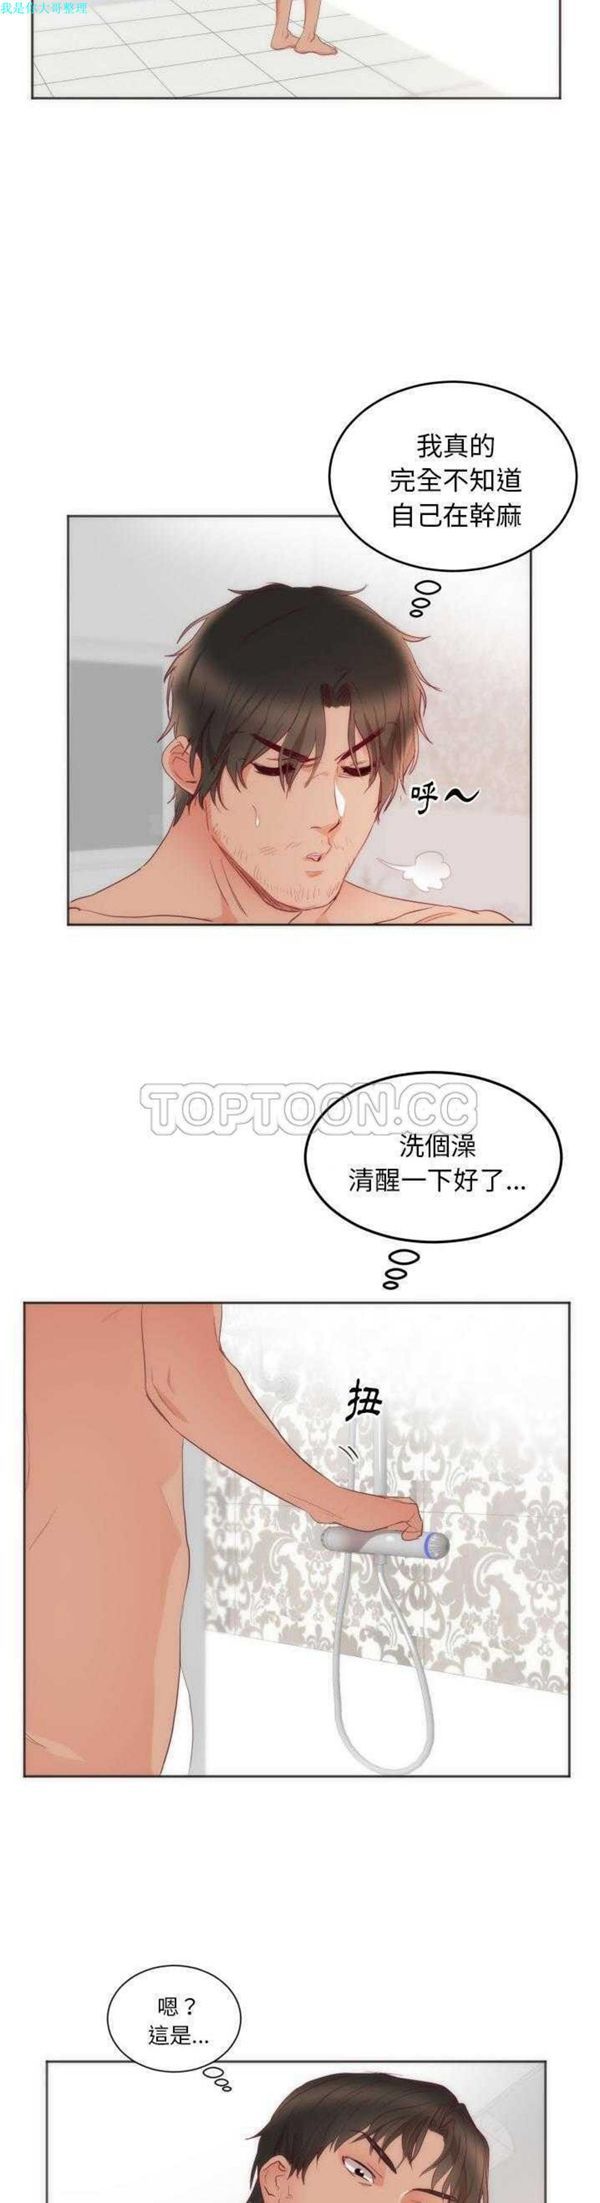 我是你大哥整理
我真的
完全不知道
自己在幹麻
呼～
TOPTOON.CC
洗個澡
清醒一下好了...
扭
嗯？
這是...